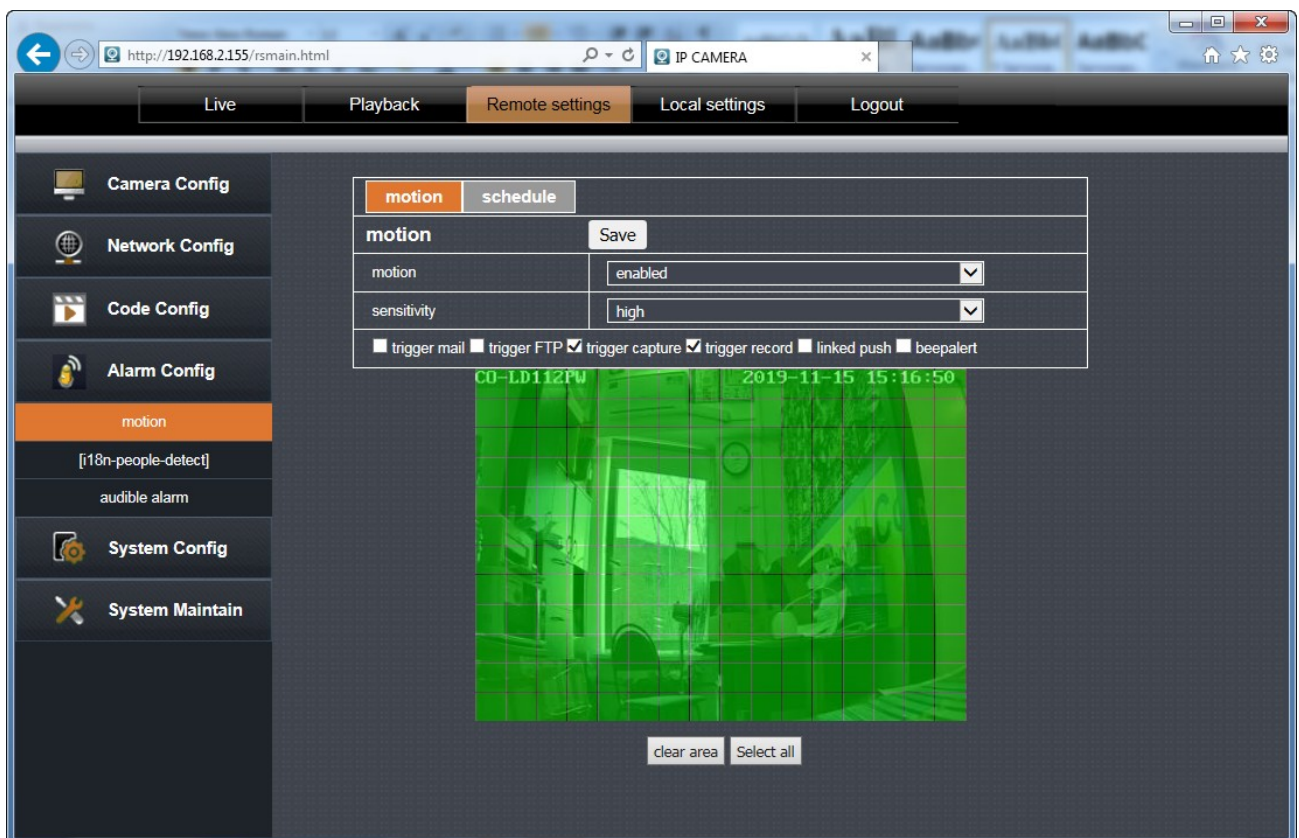 http://192.168.2.155/rsmain.html
IP CAMERA
Live Playback Remote settings Local settings Logout
Camera Config
Network Config
Code Config
Alarm Config
motion
[i18n-people-detect]
audible alarm
System Config
System Maintain
motion schedule
motion Save
motion enabled
sensitivity high
trigger mail trigger FTP trigger capture trigger record linked push beepalert
CO-LD112PW 2019-11-15 15:16:50
clear area Select all